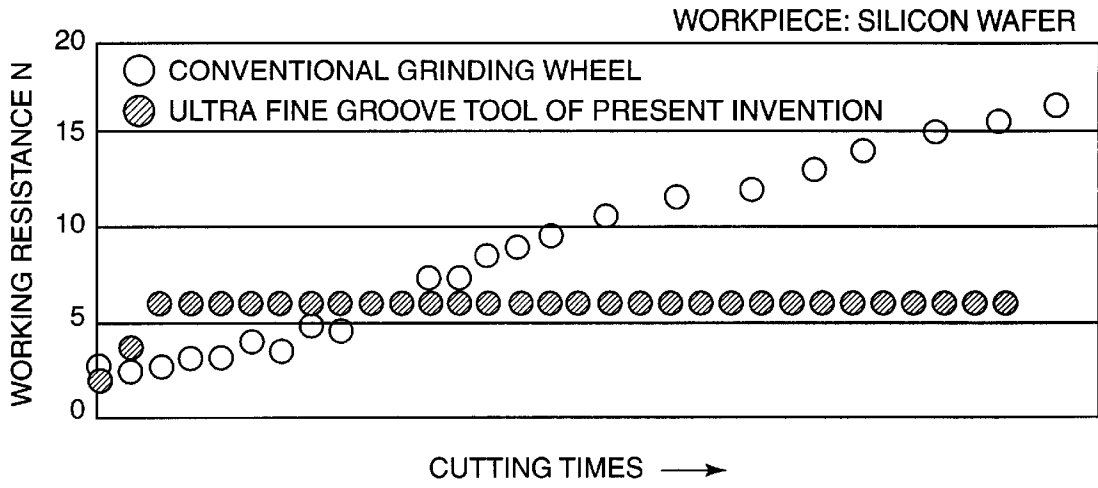 WORKPIECE: SILICON WAFER
20
CONVENTIONAL GRINDING WHEEL
ULTRA FINE GROOVE TOOL OF PRESENT INVENTION
15
10
5
0
WORKING RESISTANCE N
CUTTING TIMES →